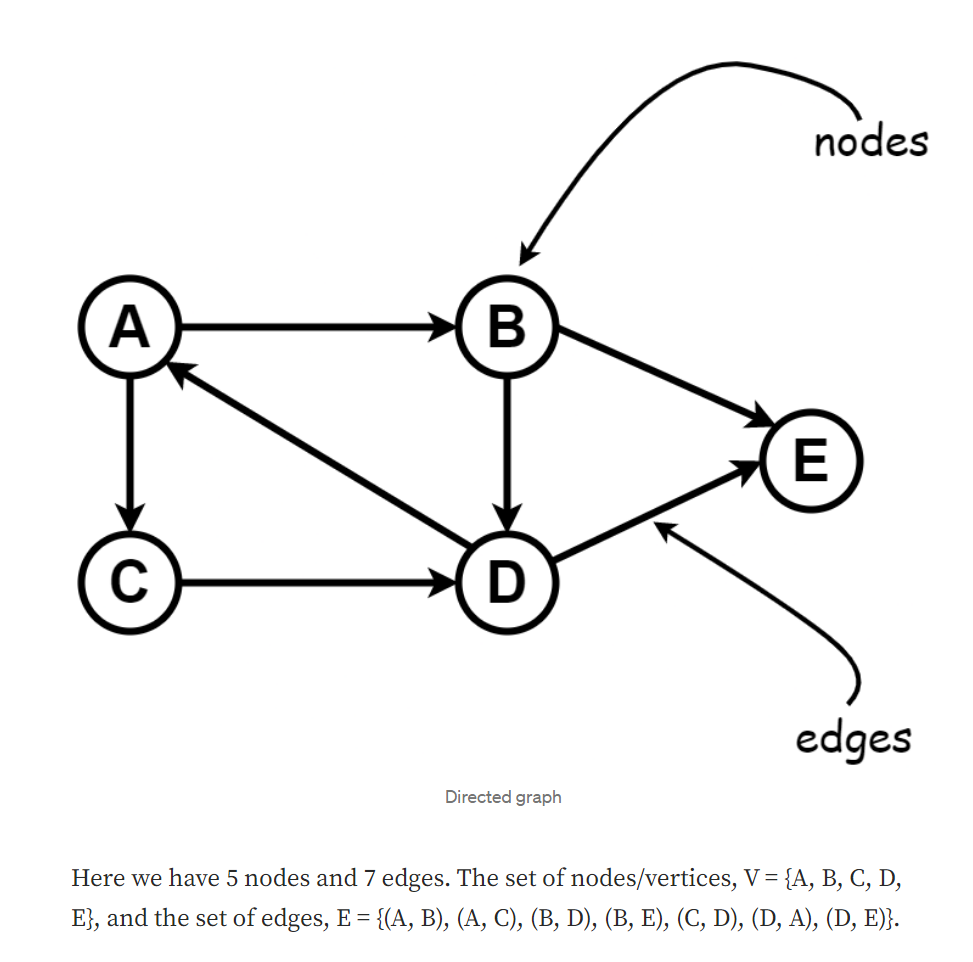 nodes
A
B
E
C
D
edges
Directed graph
Here we have 5 nodes and 7 edges. The set of nodes/vertices, V = {A, B, C, D,
E}, and the set of edges, E = {(A, B), (A, C), (B, D), (B, E), (C, D), (D, A), (D, E)}.